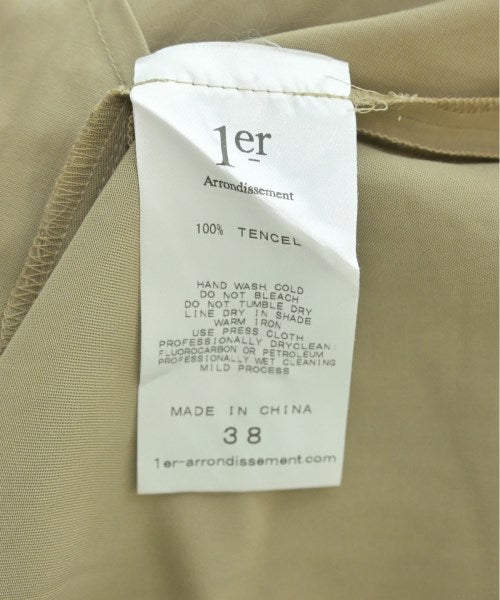 1er
Arrondissement
100% TENCEL
HAND WASH COLD
DO NOT BLEACH
DO NOT TUMBLE DRY
LINE DRY IN SHADE
WARM IRON
USE PRESS CLOTH
PROFESSIONALLY DRYCLEAN
FLUOROCARBON OR PETROLEUM
PROFESSIONALLY WET CLEANING
MILD PROCESS
MADE IN CHINA
38
1er-arrondissement.com